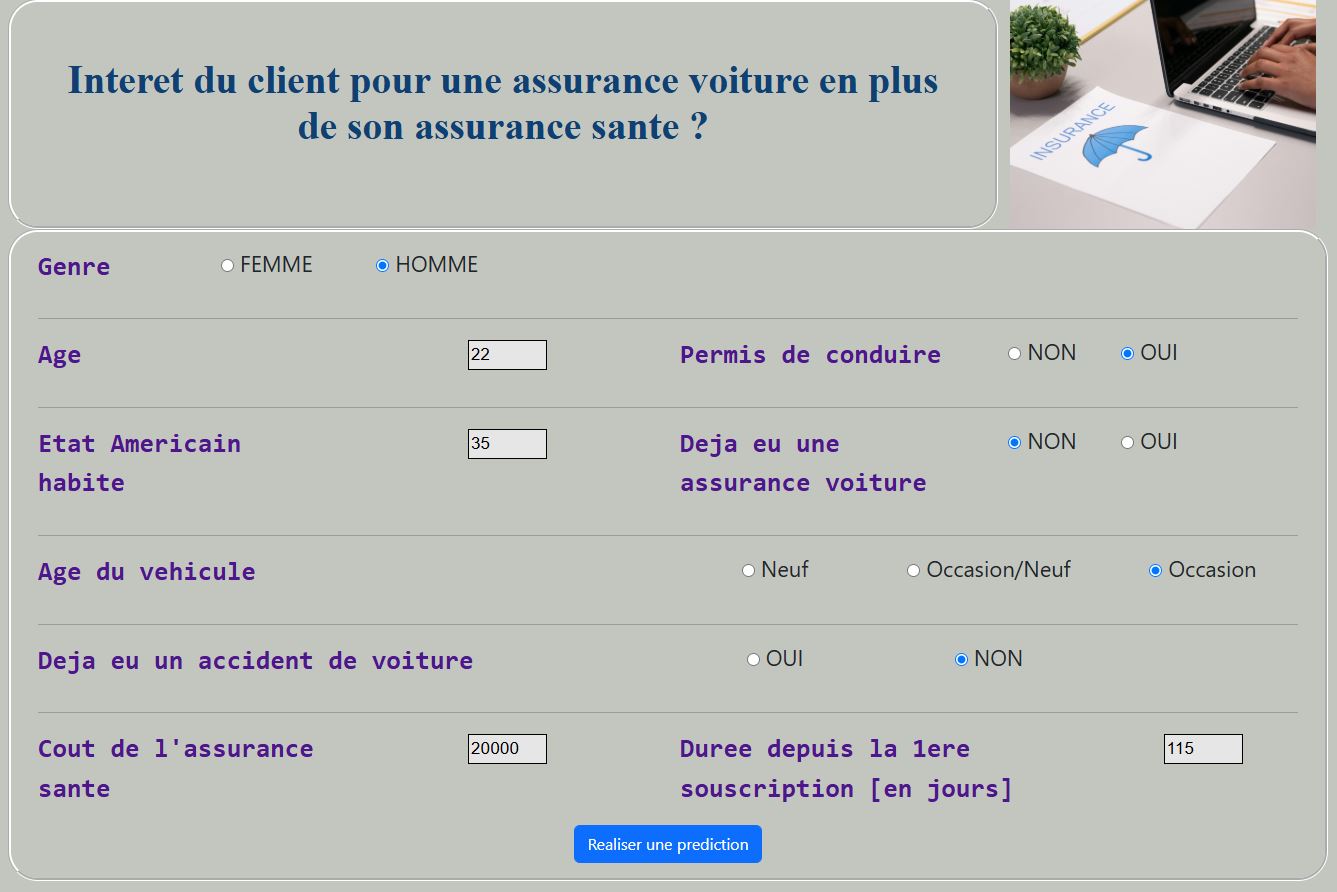 Interet du client pour une assurance voiture en plus
de son assurance sante ?
INSURANCE
Genre FEMME HOMME
Age 22 Permis de conduire NON OUI
Etat Americain 35 Deja eu une NON OUI
habite assurance voiture
Age du vehicule Neuf Occasion/Neuf Occasion
Deja eu un accident de voiture OUI NON
Cout de l'assurance 20000 Duree depuis la 1ere 115
sante souscription [en jours]
Realiser une prediction